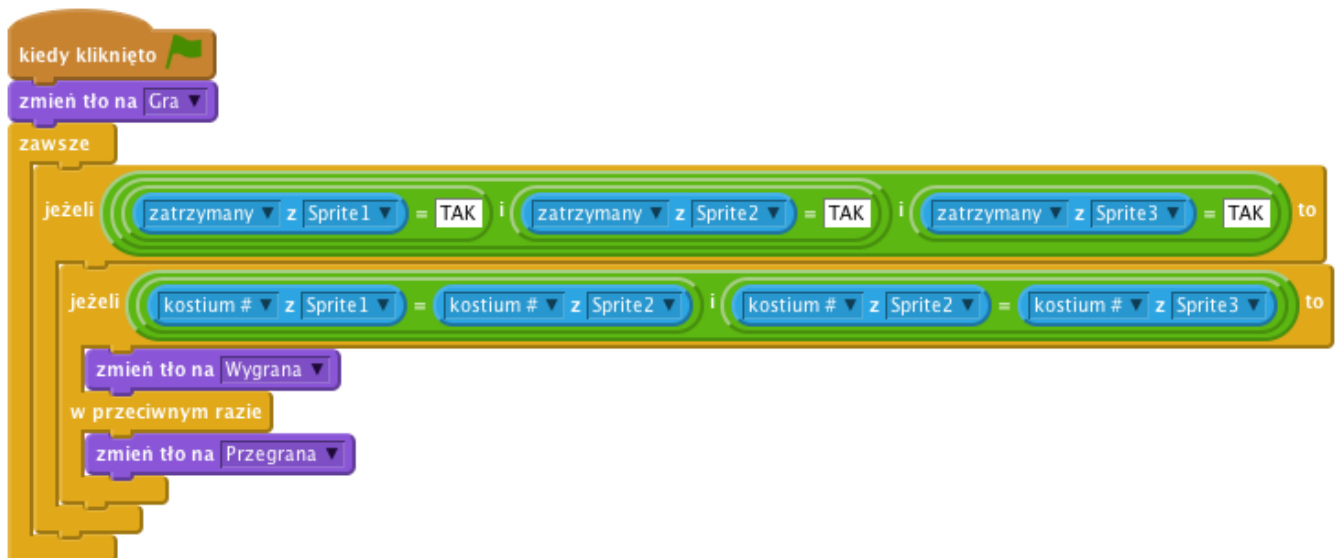 kiedy kliknięto
zmień tło na Gra
zawsze
jeżeli zatrzymany z Sprite1 = TAK i zatrzymany z Sprite2 = TAK i zatrzymany z Sprite3 = TAK to
jeżeli kostium # z Sprite1 = kostium # z Sprite2 i kostium # z Sprite2 = kostium # z Sprite3 to
zmień tło na Wygrana
w przeciwnym razie
zmień tło na Przegrana